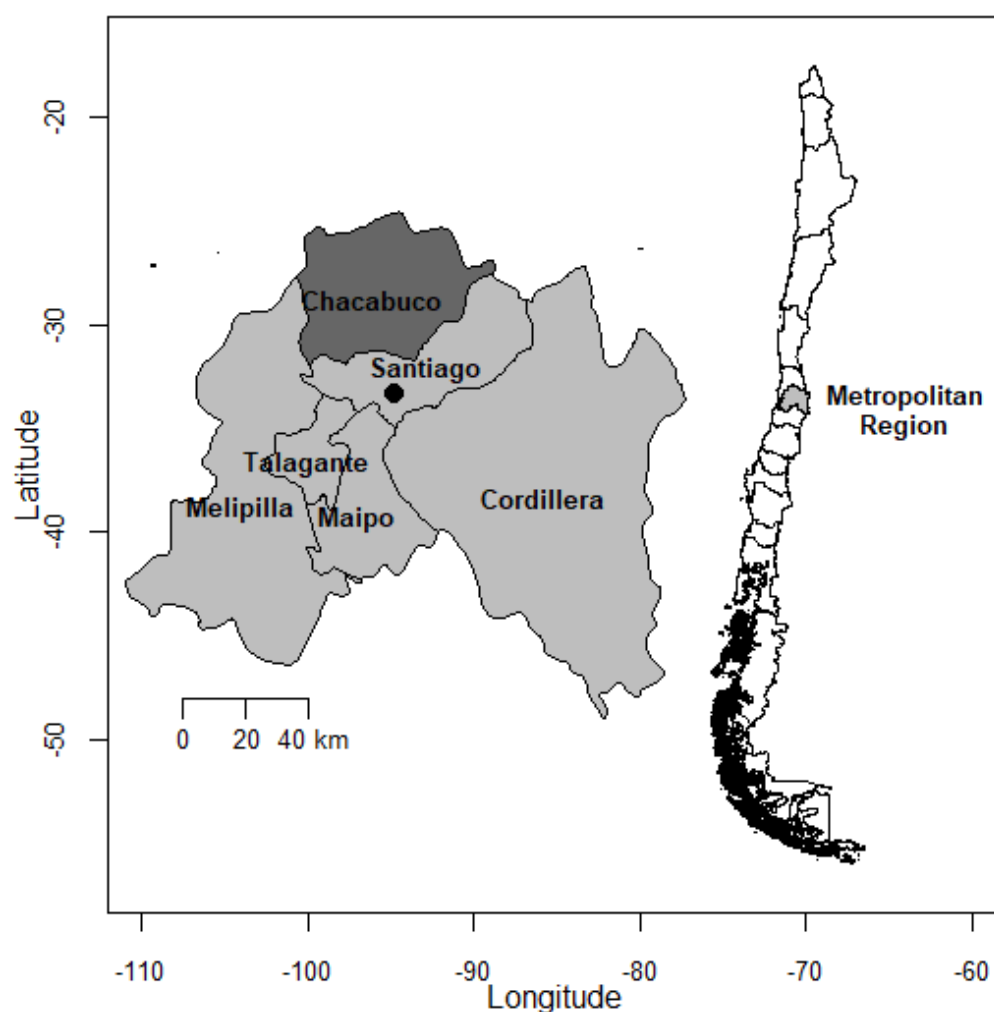 -20
-30
-40
-50
Latitude
Chacabuco
Santiago
Talagante
Melipilla
Maipo
Cordillera
Metropolitan
Region
0 20 40 km
-110 -100 -90 -80 -70 -60
Longitude